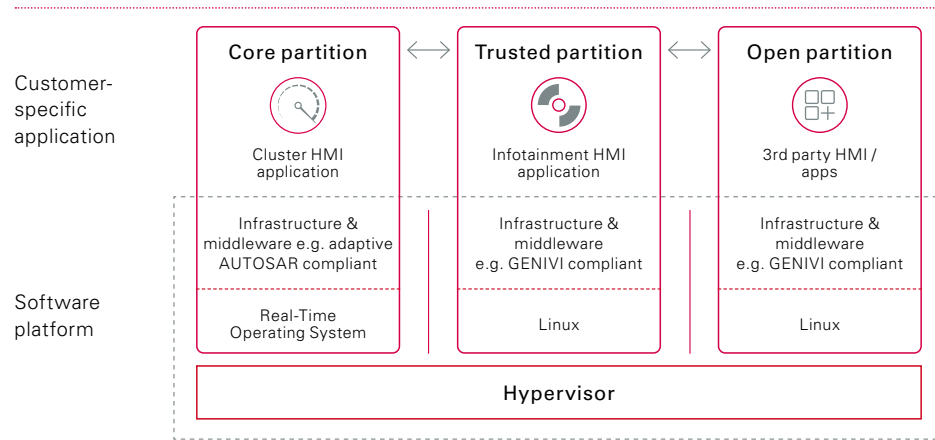 Customer-
specific
application
Core partition
Cluster HMI
application
Trusted partition
Infotainment HMI
application
Open partition
3rd party HMI /
apps
Software
platform
Infrastructure &
middleware e.g. adaptive
AUTOSAR compliant
Real-Time
Operating System
Infrastructure &
middleware
e.g. GENIVI compliant
Linux
Infrastructure &
middleware
e.g. GENIVI compliant
Linux
Hypervisor